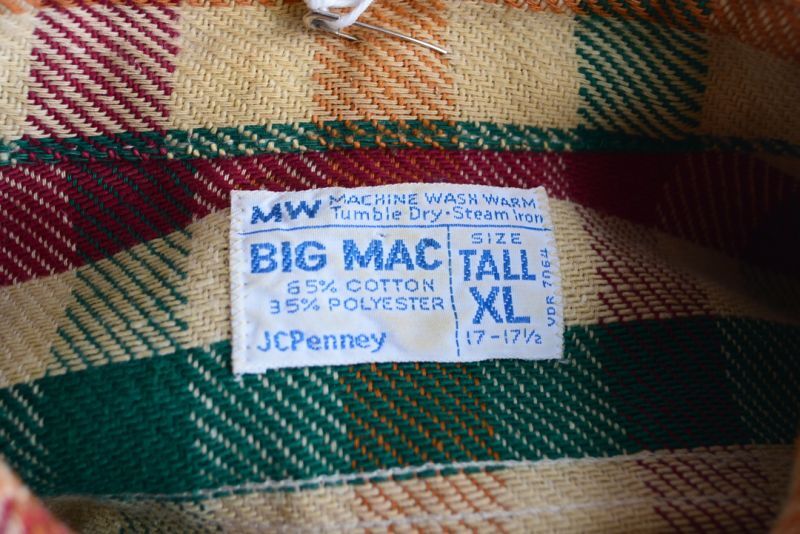 MW MACHINE WASH WARM
Tumble Dry·Steam Iron
BIG MAC
65% COTTON
35% POLYESTER
JCPenney
SIZE
TALL
XL
17-17½
VDR 7064